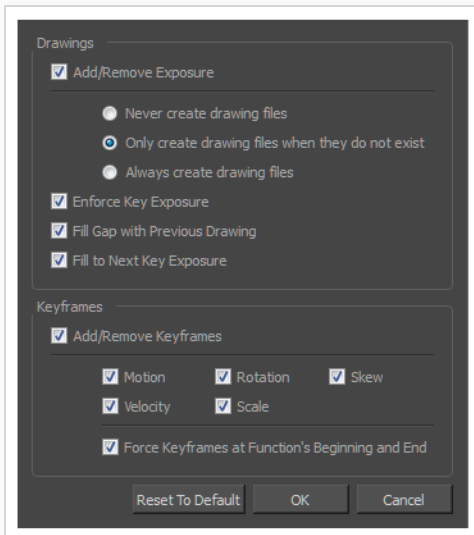 Drawings
Add/Remove Exposure
Never create drawing files
Only create drawing files when they do not exist
Always create drawing files
Enforce Key Exposure
Fill Gap with Previous Drawing
Fill to Next Key Exposure
Keyframes
Add/Remove Keyframes
Motion Rotation Skew
Velocity Scale
Force Keyframes at Function's Beginning and End
Reset To Default OK Cancel